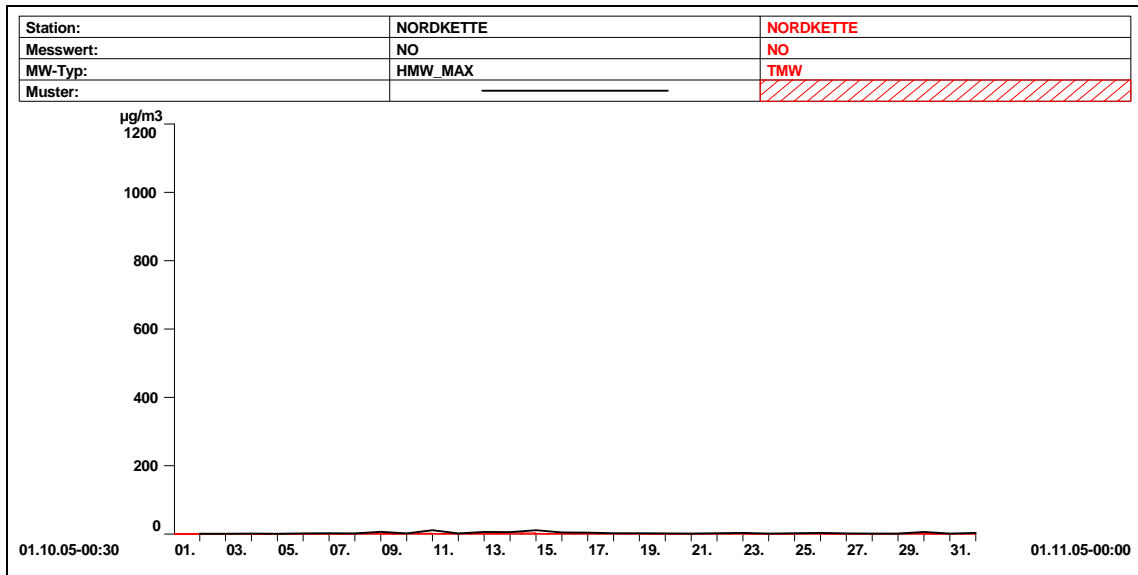 Station: NORDKETTE NORDKETTE
Messwert: NO NO
MW-Typ: HMW_MAX TMW
Muster:
µg/m3
1200
1000
800
600
400
200
0
01.10.05-00:30 01. 03. 05. 07. 09. 11. 13. 15. 17. 19. 21. 23. 25. 27. 29. 31. 01.11.05-00:00